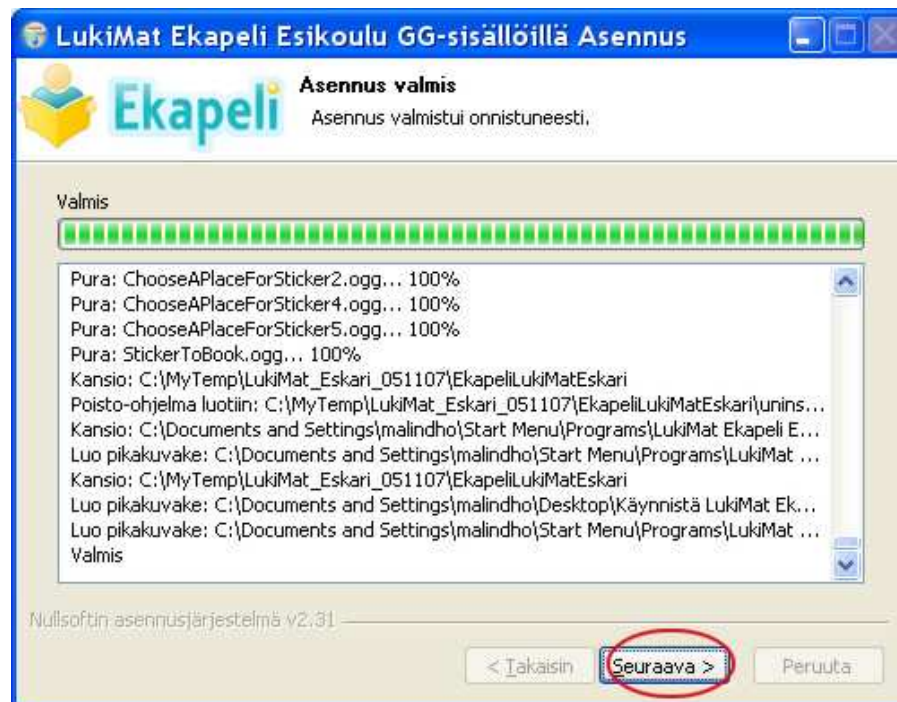 LukiMat Ekapeli Esikoulu GG-sisällöillä Asennus
Ekapeli
Asennus valmis
Asennus valmistui onnistuneesti.
Valmis
Pura: ChooseAPlaceForSticker2.ogg... 100%
Pura: ChooseAPlaceForSticker4.ogg... 100%
Pura: ChooseAPlaceForSticker5.ogg... 100%
Pura: StickerToBook.ogg... 100%
Kansio: C:\MyTemp\LukiMat_Eskari_051107\EkapeliLukiMatEskari
Poisto-ohjelma luotiin: C:\MyTemp\LukiMat_Eskari_051107\EkapeliLukiMatEskari\unins...
Kansio: C:\Documents and Settings\malindho\Start Menu\Programs\LukiMat Ekapeli E...
Luo pikakuvake: C:\Documents and Settings\malindho\Start Menu\Programs\LukiMat ...
Kansio: C:\MyTemp\LukiMat_Eskari_051107\EkapeliLukiMatEskari
Luo pikakuvake: C:\Documents and Settings\malindho\Desktop\Käynnistä LukiMat Ek...
Luo pikakuvake: C:\Documents and Settings\malindho\Start Menu\Programs\LukiMat ...
Valmis
Nullsoftin asennusjärjestelmä v2.31
< Takaisin
Seuraava >
Peruuta